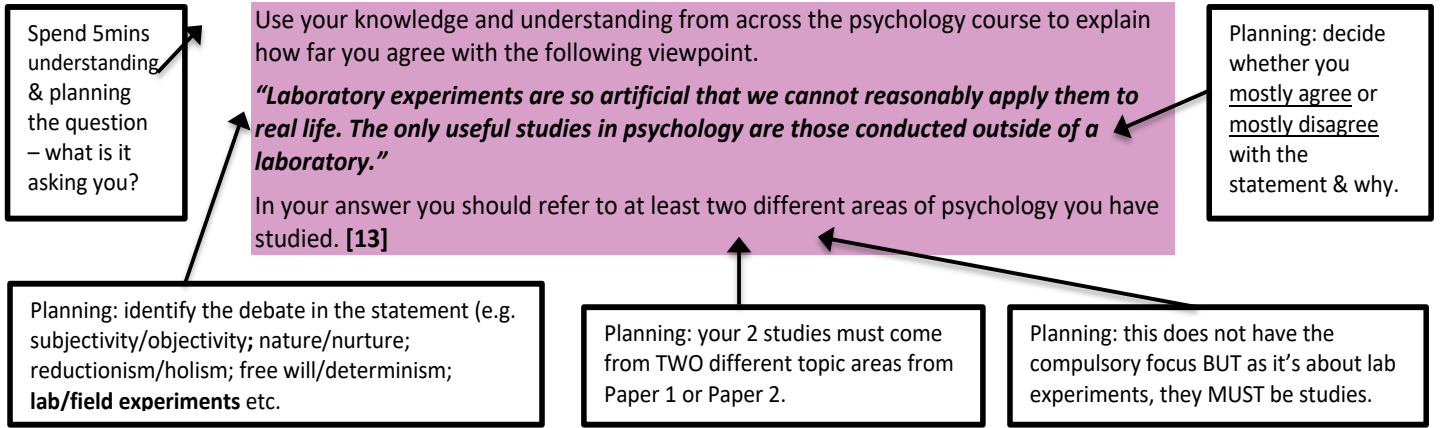 Spend 5mins
understanding
& planning
the question
– what is it
asking you?
Use your knowledge and understanding from across the psychology course to explain
how far you agree with the following viewpoint.
“Laboratory experiments are so artificial that we cannot reasonably apply them to
real life. The only useful studies in psychology are those conducted outside of a
laboratory.”
In your answer you should refer to at least two different areas of psychology you have
studied. [13]
Planning: decide
whether you
mostly agree or
mostly disagree
with the
statement & why.
Planning: identify the debate in the statement (e.g.
subjectivity/objectivity; nature/nurture;
reductionism/holism; free will/determinism;
lab/field experiments etc.
Planning: your 2 studies must come
from TWO different topic areas from
Paper 1 or Paper 2.
Planning: this does not have the
compulsory focus BUT as it’s about lab
experiments, they MUST be studies.